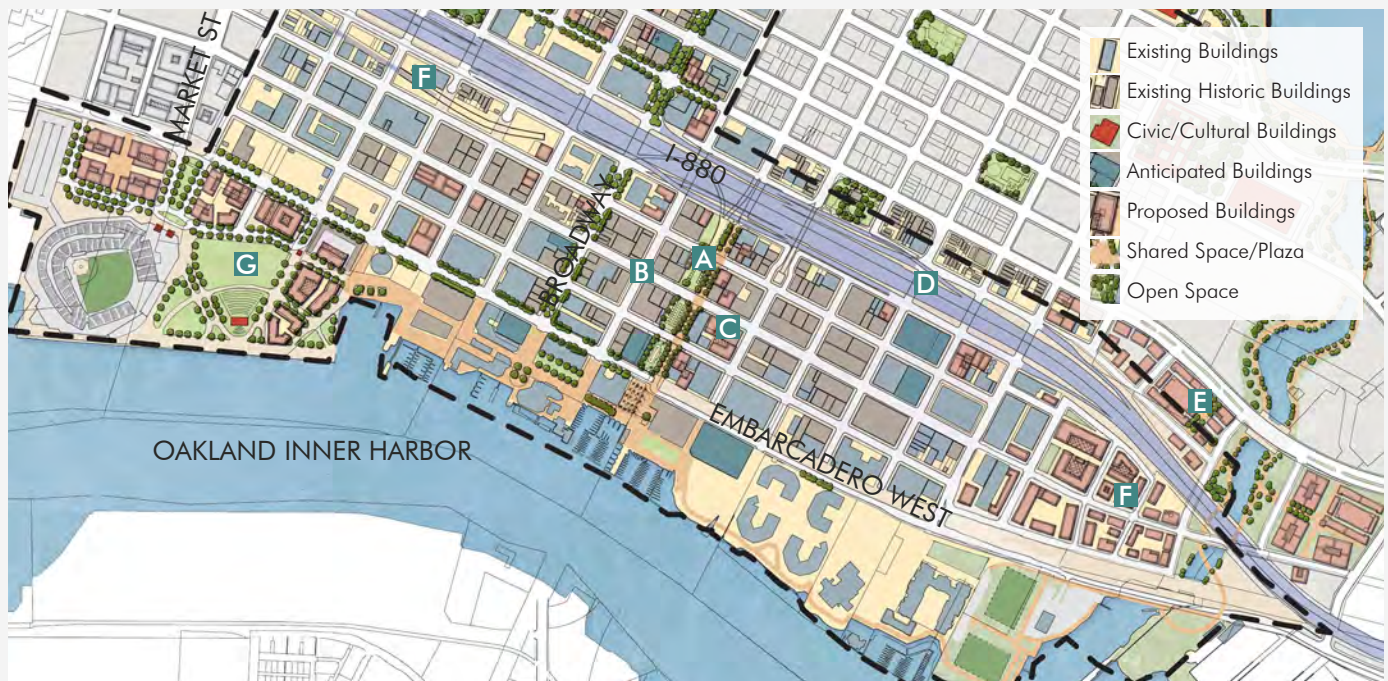 MARKET ST
F
I-880
BROADWAY
A
B
C
D
E
F
G
EMBARCADERO WEST
OAKLAND INNER HARBOR
Existing Buildings
Existing Historic Buildings
Civic/Cultural Buildings
Anticipated Buildings
Proposed Buildings
Shared Space/Plaza
Open Space